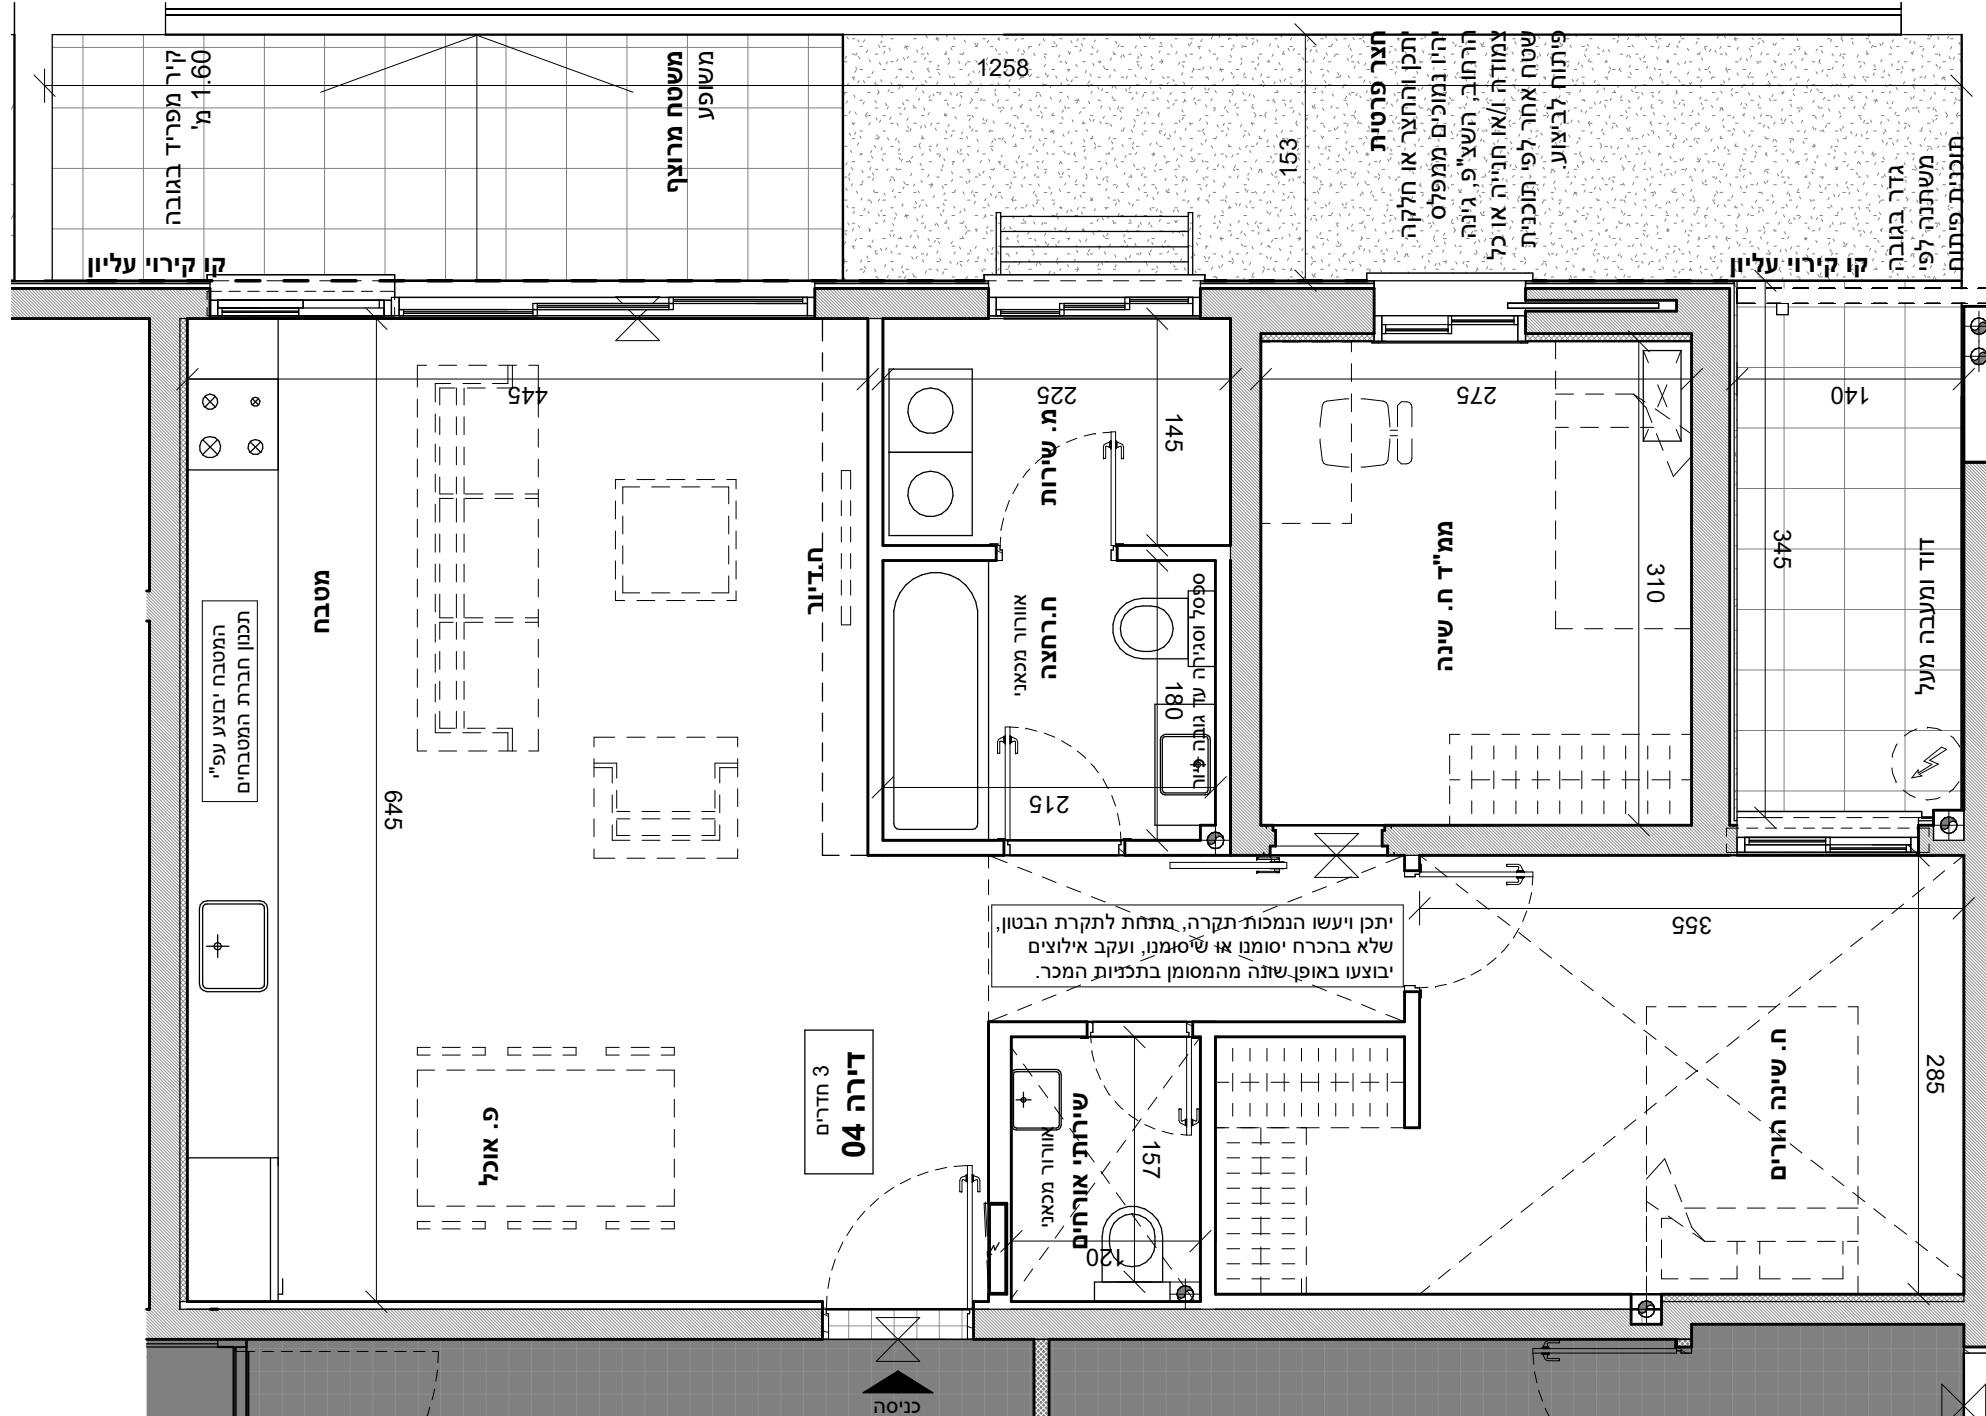 קיר מפריד בגובה
1.60 מ'
משטח מרוצף
משופע
1258
153
חצר פרטית
יתכן והחצר או חלקה
יהיו נמוכים ממפלס
הרחוב, השצ"פ, גינה
צמודה ו/או חנייה או כל
שטח אחר לפי תוכנית
פיתוח לביצוע.
גדר בגובה
משתנה לפי
תוכנית פיתוח
קו קירוי עליון
קו קירוי עליון
445
225
275
140
מ. שירות
145
מטבח
המטבח יבוצע עפ"י
תכנון חברת המטבחים
ח.דיור
645
ח.רחצה
אוורור מכאני
180
ספסל וסגירה עד גובה
215
ממ"ד ח. שינה
310
345
דוד ומעבה מעל
יתכן ויעשו הנמכות תקרה, מתחת לתקרת הבטון,
שלא בהכרח יסומנו או שיסומנו, ועקב אילוצים
יבוצעו באופן שונה מהמסומן בתכניות המכר.
355
285
ח. שינה הורים
פ. אוכל
3 חדרים
דירה 04
שירותי אורחים
אוורור מכאני
157
120
כניסה